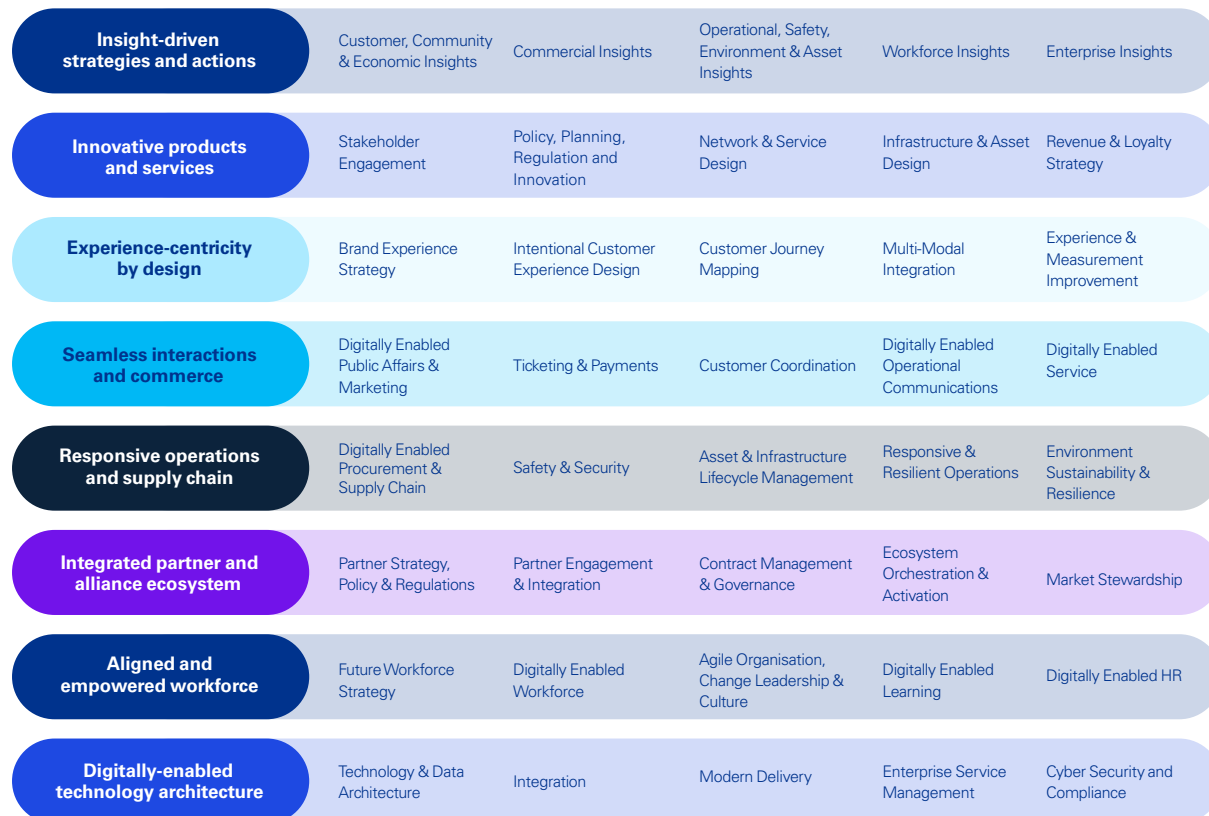 Insight-driven
strategies and actions
Customer, Community
& Economic Insights
Commercial Insights
Operational, Safety,
Environment & Asset
Insights
Workforce Insights
Enterprise Insights
Innovative products
and services
Stakeholder
Engagement
Policy, Planning,
Regulation and
Innovation
Network & Service
Design
Infrastructure & Asset
Design
Revenue & Loyalty
Strategy
Experience-centricity
by design
Brand Experience
Strategy
Intentional Customer
Experience Design
Customer Journey
Mapping
Multi-Modal
Integration
Experience &
Measurement
Improvement
Seamless interactions
and commerce
Digitally Enabled
Public Affairs &
Marketing
Ticketing & Payments
Customer Coordination
Digitally Enabled
Operational
Communications
Digitally Enabled
Service
Responsive operations
and supply chain
Digitally Enabled
Procurement &
Supply Chain
Safety & Security
Asset & Infrastructure
Lifecycle Management
Responsive &
Resilient Operations
Environment
Sustainability &
Resilience
Integrated partner and
alliance ecosystem
Partner Strategy,
Policy & Regulations
Partner Engagement
& Integration
Contract Management
& Governance
Ecosystem
Orchestration &
Activation
Market Stewardship
Aligned and
empowered workforce
Future Workforce
Strategy
Digitally Enabled
Workforce
Agile Organisation,
Change Leadership &
Culture
Digitally Enabled
Learning
Digitally Enabled HR
Digitally-enabled
technology architecture
Technology & Data
Architecture
Integration
Modern Delivery
Enterprise Service
Management
Cyber Security and
Compliance